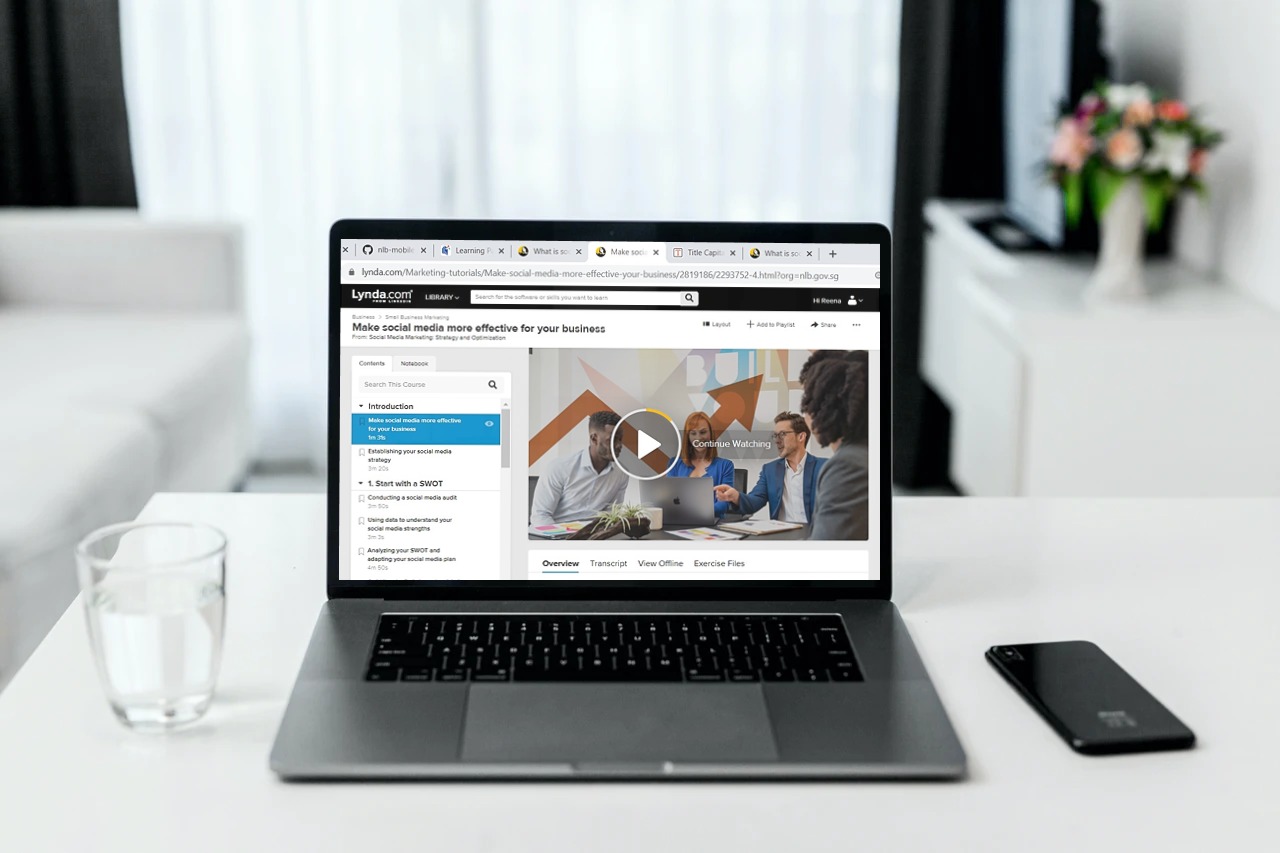 nlb-mobile
Learning P
What is soc
Make soci
Title Capit
What is soc
lynda.com/Marketing-tutorials/Make-social-media-more-effective-your-business/2819186/2293752-4.html?org=nlb.gov.sg
Lynda.com
FROM LINKEDIN
LIBRARY
Search for the software or skills you want to learn
Hi Reena
Business > Small Business Marketing
Make social media more effective for your business
From: Social Media Marketing: Strategy and Optimization
Layout
Add to Playlist
Share
Contents
Notebook
Search This Course
Introduction
Make social media more effective
for your business
1m 31s
Establishing your social media
strategy
3m 20s
1. Start with a SWOT
Conducting a social media audit
3m 50s
Using data to understand your
social media strengths
3m 3s
Analyzing your SWOT and
adapting your social media plan
4m 50s
BUILD
Continue Watching
Overview
Transcript
View Offline
Exercise Files